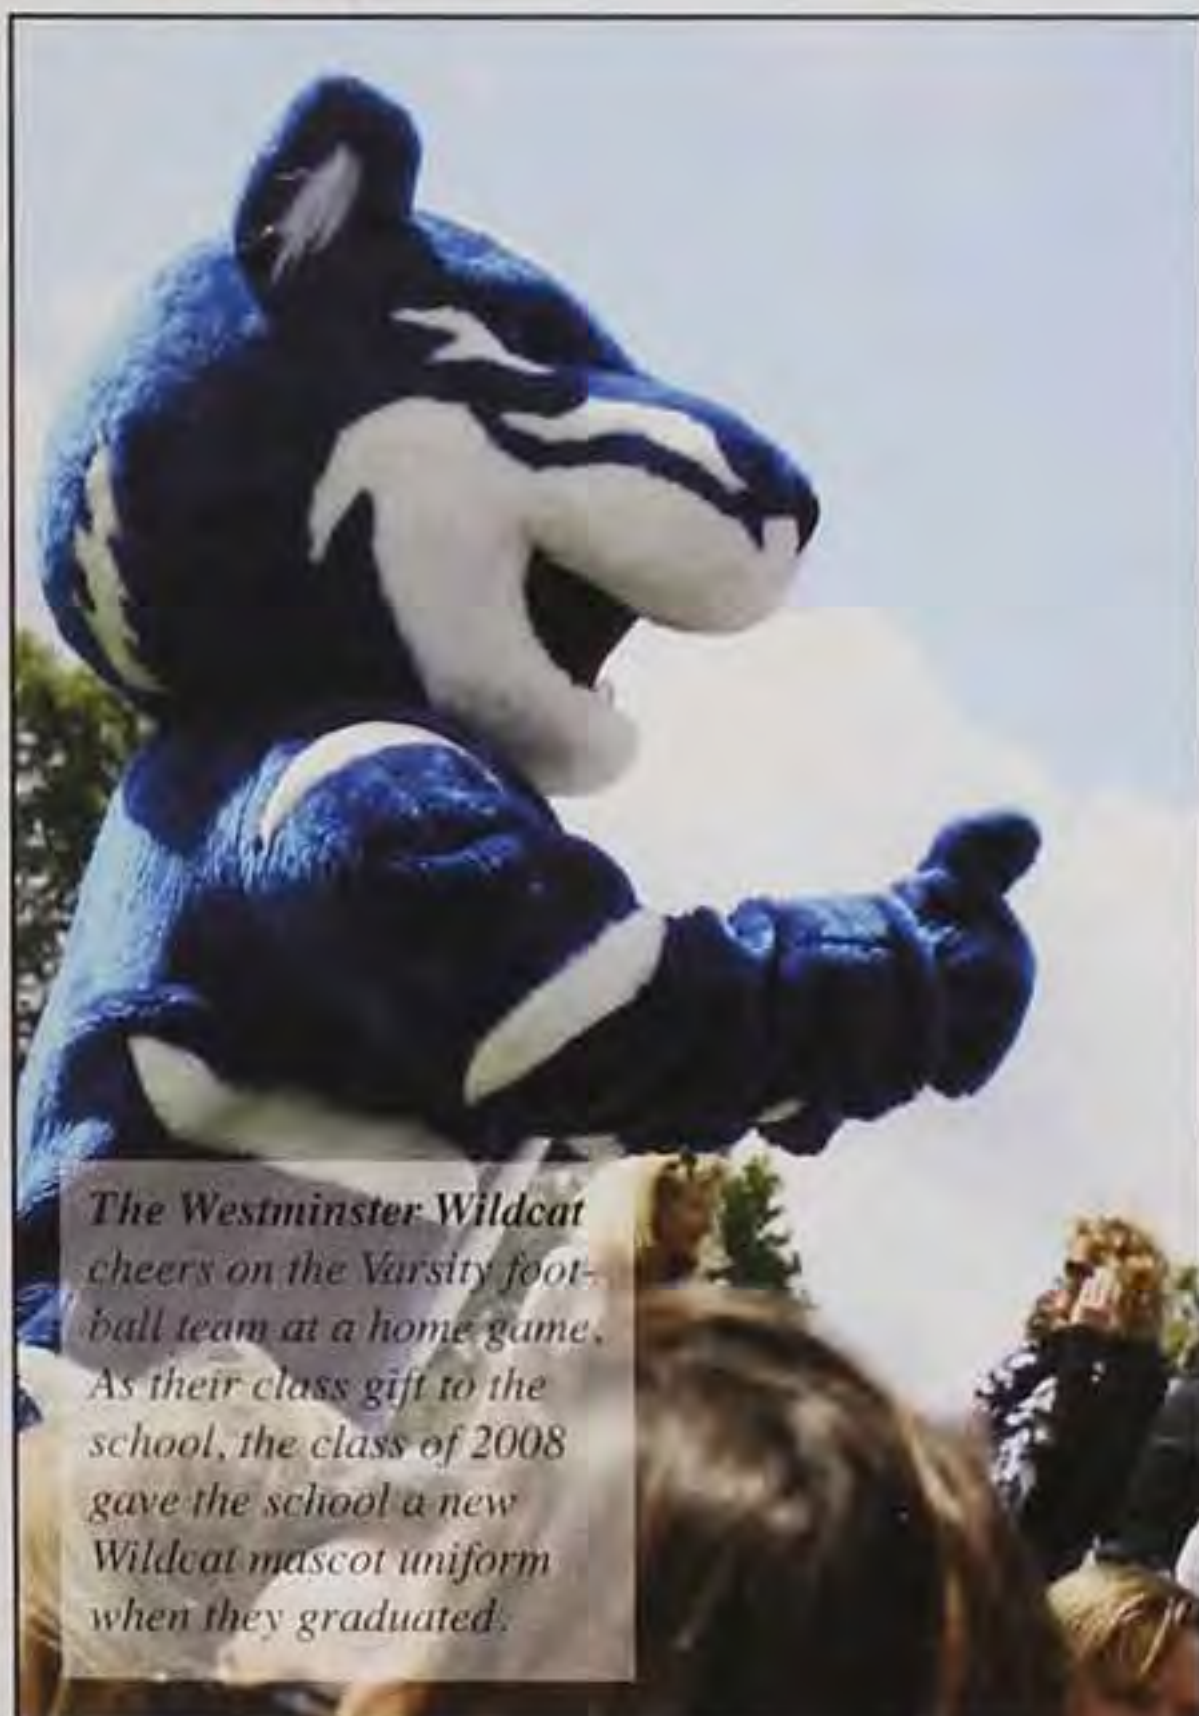 The Westminster Wildcat
cheers on the Varsity foot-
ball team at a home game.
As their class gift to the
school, the class of 2008
gave the school a new
Wildcat mascot uniform
when they graduated.